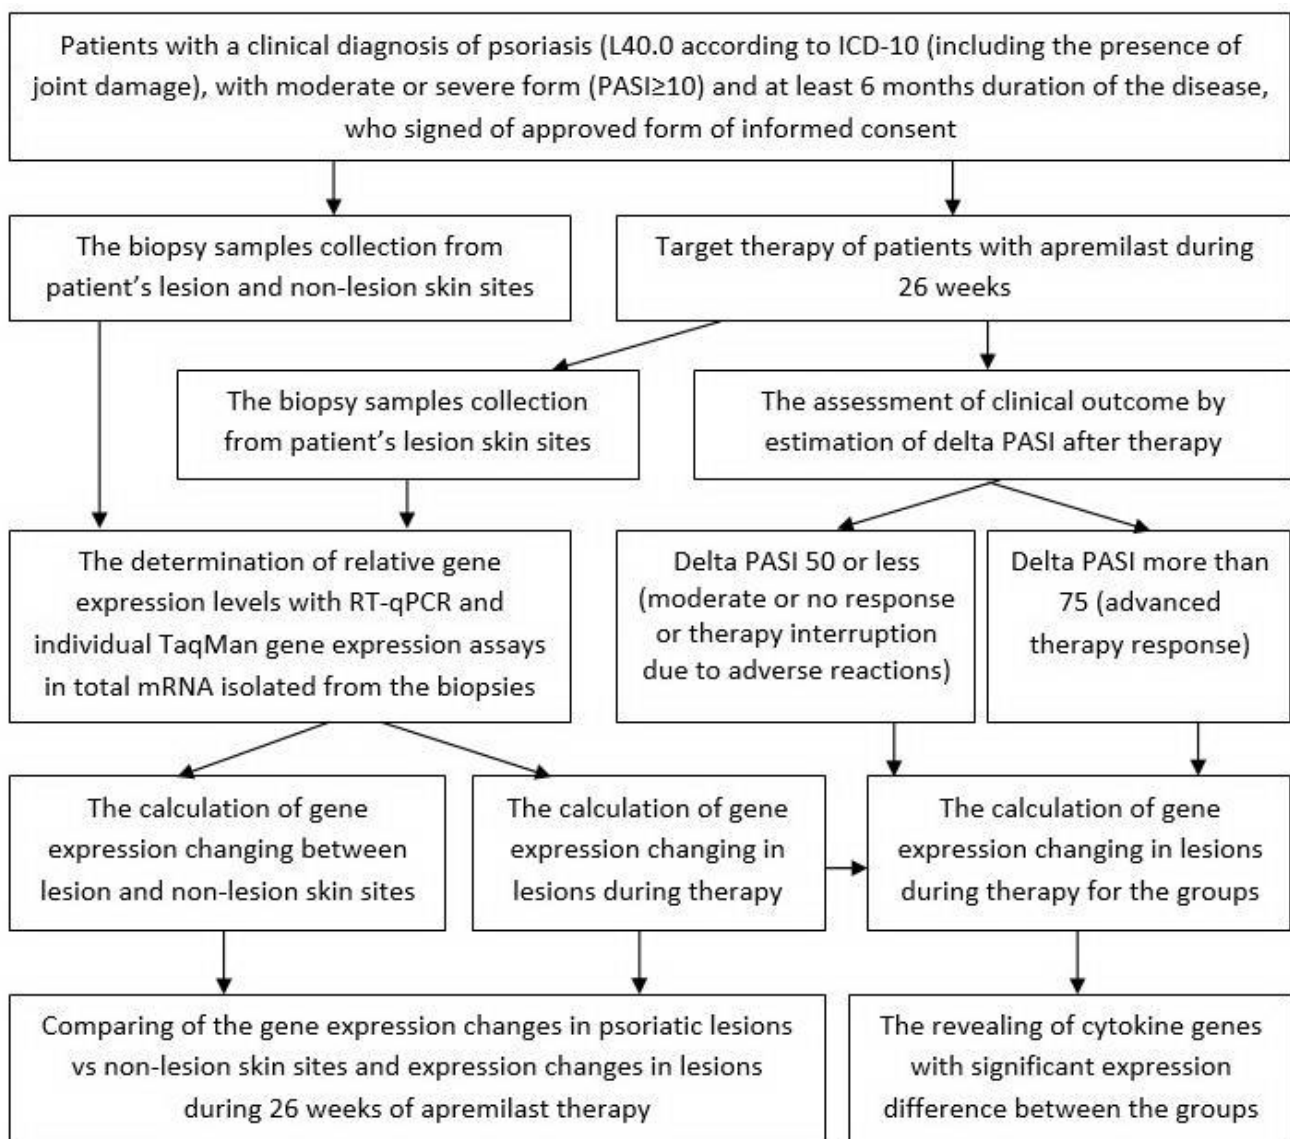 Patients with a clinical diagnosis of psoriasis (L40.0 according to ICD-10 (including the presence of
joint damage), with moderate or severe form (PASI≥10) and at least 6 months duration of the disease,
who signed of approved form of informed consent
The biopsy samples collection from
patient's lesion and non-lesion skin sites
Target therapy of patients with apremilast during
26 weeks
The biopsy samples collection
from patient's lesion skin sites
The assessment of clinical outcome by
estimation of delta PASI after therapy
The determination of relative gene
expression levels with RT-qPCR and
individual TaqMan gene expression assays
in total mRNA isolated from the biopsies
Delta PASI 50 or less
(moderate or no response
or therapy interruption
due to adverse reactions)
Delta PASI more than
75 (advanced
therapy response)
The calculation of gene
expression changing between
lesion and non-lesion skin sites
The calculation of gene
expression changing in
lesions during therapy
The calculation of gene
expression changing in lesions
during therapy for the groups
Comparing of the gene expression changes in psoriatic lesions
vs non-lesion skin sites and expression changes in lesions
during 26 weeks of apremilast therapy
The revealing of cytokine genes
with significant expression
difference between the groups